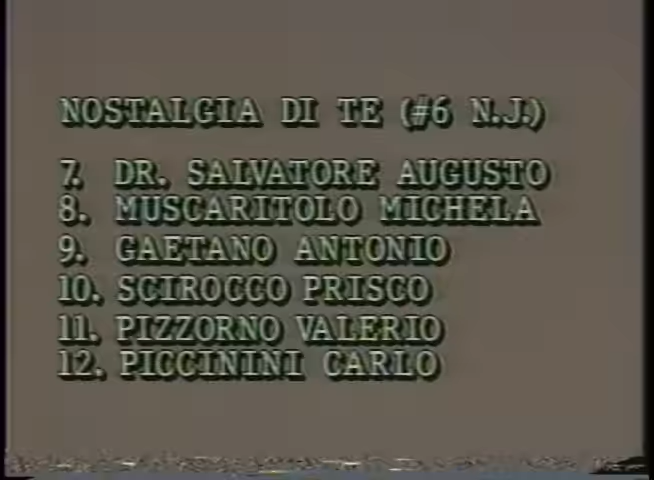 NOSTALGIA DI TE (#6 N.J.)
7. DR. SALVATORE AUGUSTO
8. MUSCARITOLO MICHELA
9. GAETANO ANTONIO
10. SCIROCCO PRISCO
11. PIZZORNO VALERIO
12. PICCININI CARLO